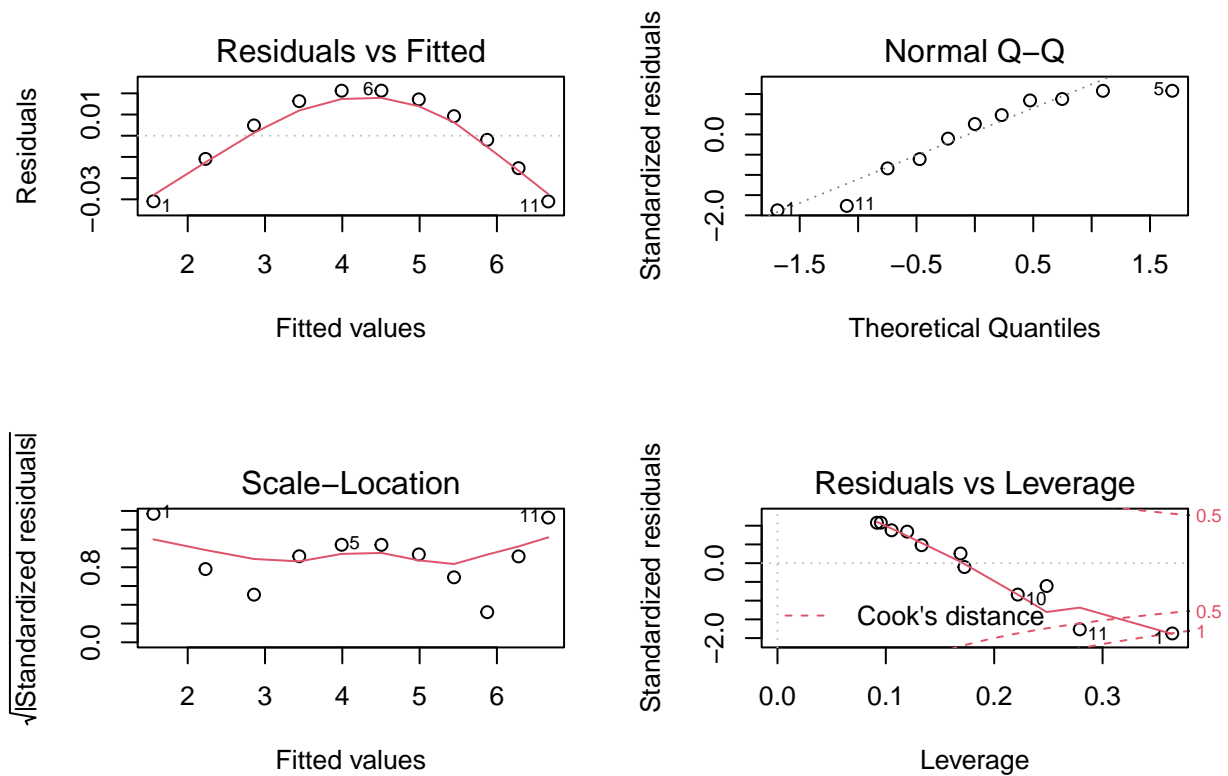 Residuals vs Fitted
Residuals
0.01
−0.03
6
1
11
2 3 4 5 6
Fitted values
Normal Q−Q
Standardized residuals
0.0
−2.0
5
1
11
−1.5 −0.5 0.5 1.5
Theoretical Quantiles
Scale−Location
√|Standardized residuals|
0.8
0.0
1
5
11
2 3 4 5 6
Fitted values
Residuals vs Leverage
Standardized residuals
0.0
−2.0
0.5
0.5
1
10
Cook's distance
11
1
0.0 0.1 0.2 0.3
Leverage